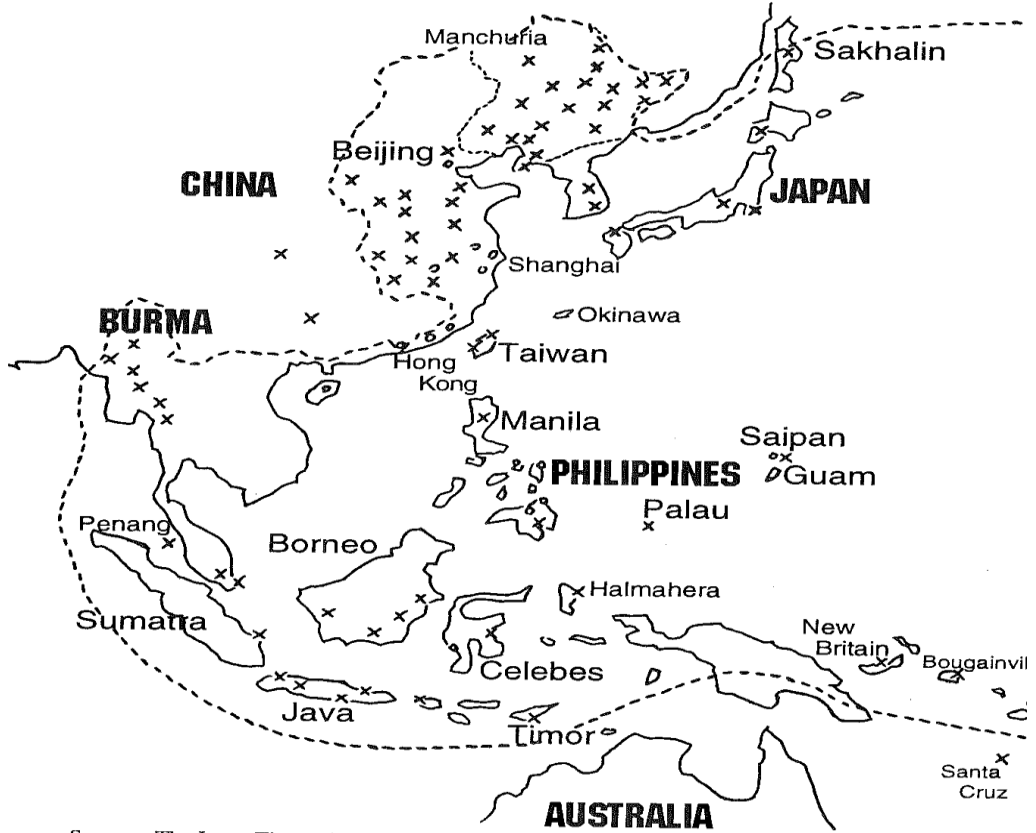 Manchuria
Sakhalin
Beijing
CHINA
JAPAN
Shanghai
BURMA
Okinawa
Hong
Kong
Taiwan
Manila
Saipan
PHILIPPINES
Guam
Palau
Penang
Borneo
Halmahera
Sumatra
New
Britain
Bougainvil
Celebes
Java
Timor
Santa
Cruz
AUSTRALIA